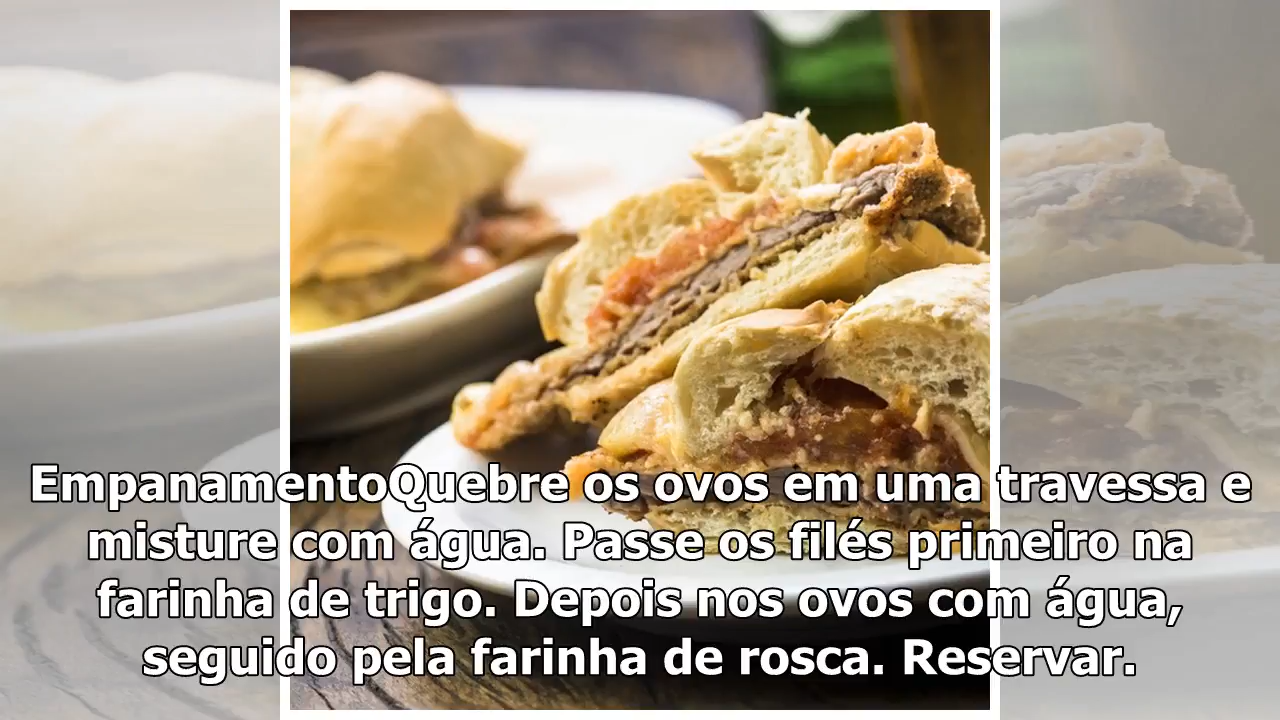 EmpanamentoQuebre os ovos em uma travessa e
misture com água. Passe os filés primeiro na
farinha de trigo. Depois nos ovos com água,
seguido pela farinha de rosca. Reservar.